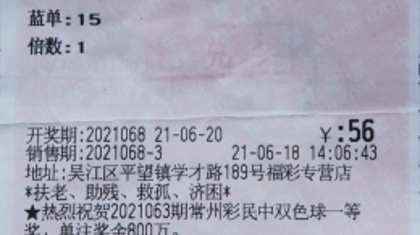 蓝单:15
倍数:1
开奖期:2021068 21-06-20 ¥:56
销售期:2021068-3 21-06-18 14:06:43
地址:吴江区平望镇学才路189号福彩专营店
*扶老、助残、救孤、济困*
★热烈祝贺2021063期常州彩民中双色球一等
奖,单注奖金800万。